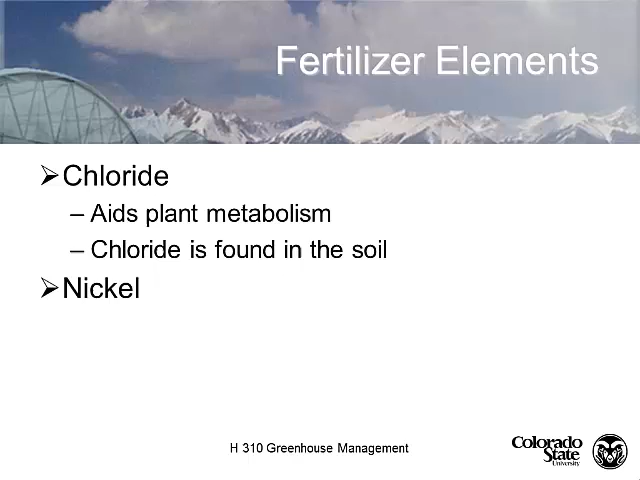 Fertilizer Elements
➢Chloride
– Aids plant metabolism
– Chloride is found in the soil
➢Nickel
H 310 Greenhouse Management
Colorado
State
University